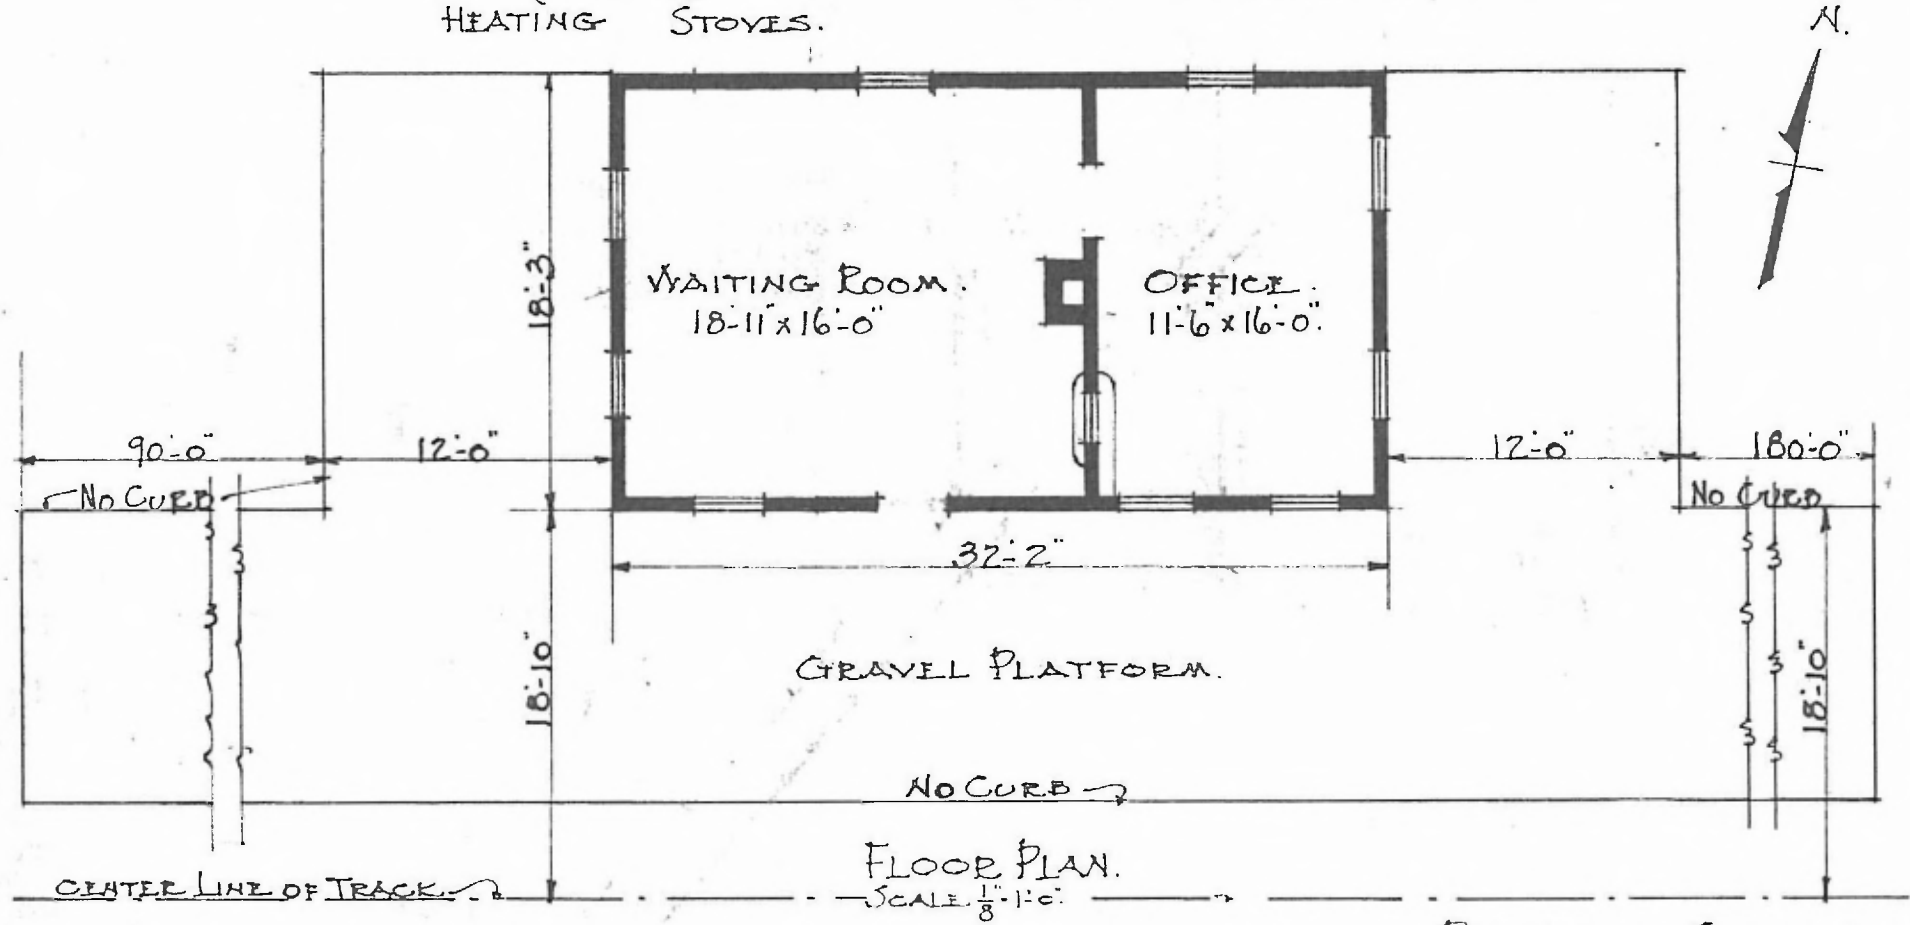 HEATING STOVES.
N.
18'-3"
WAITING ROOM.
18'-11" x 16'-0"
OFFICE.
11'-6" x 16'-0".
90'-0"
12'-0"
12'-0"
180'-0"
NO CURB
NO CURB
32'-2"
GRAVEL PLATFORM.
18'-10"
18'-10"
NO CURB
FLOOR PLAN.
SCALE 1/8"-1'-0"
CENTER LINE OF TRACK